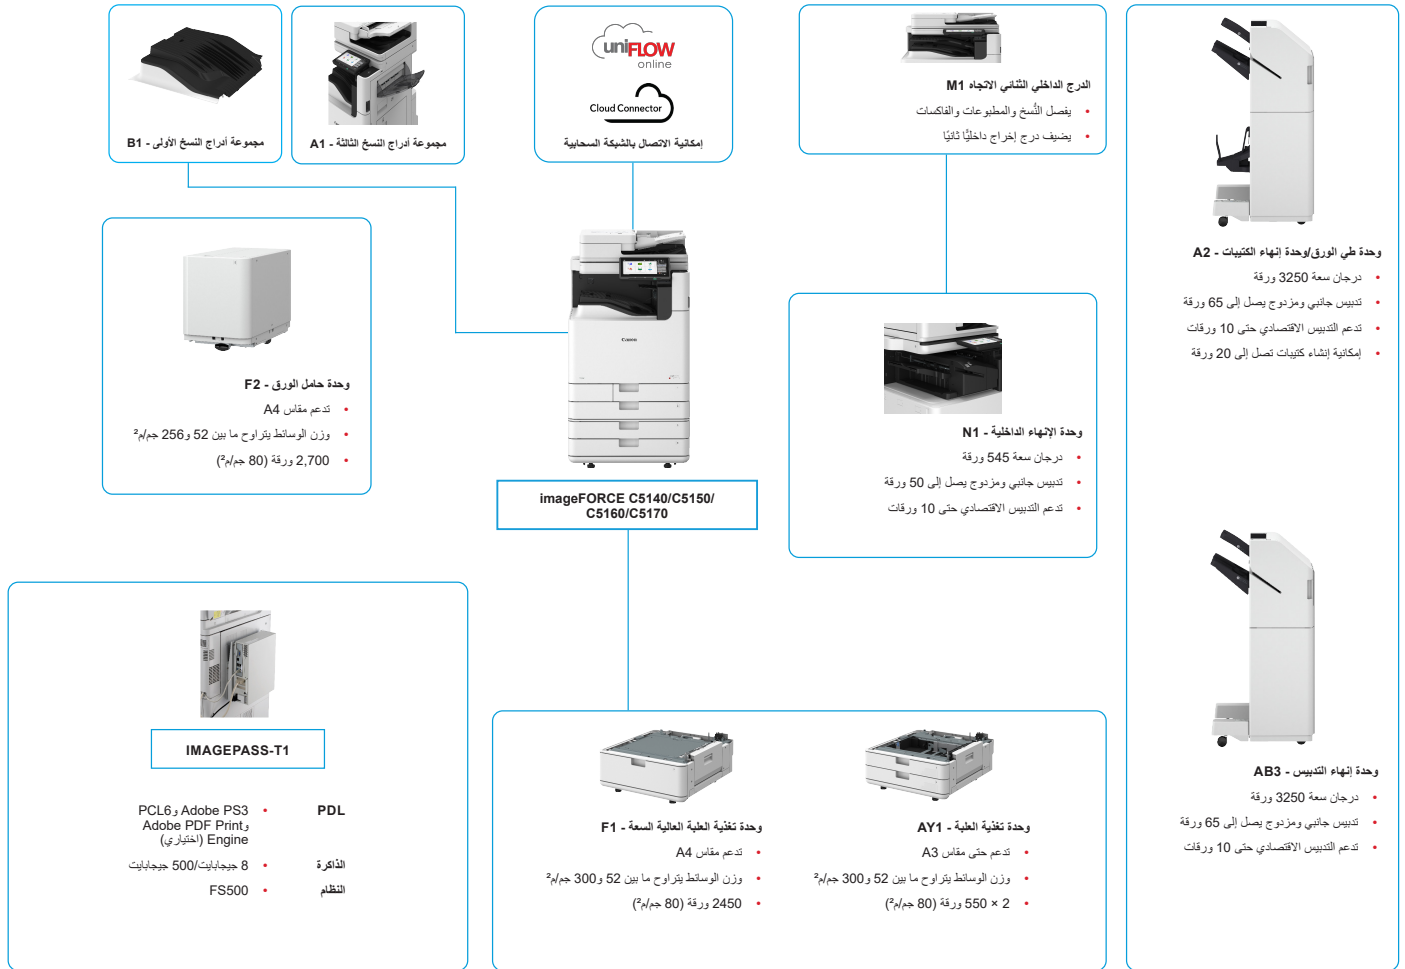 مجموعة أدراج النسخ الأولى - B1
مجموعة أدراج النسخ الثالثة - A1
uniFLOW
online
Cloud Connector
إمكانية الاتصال بالشبكة السحابية
الدرج الداخلي الثنائي الاتجاه M1
• يفصل النُسخ والمطبوعات والفاكسات
• يضيف درج إخراج داخليًا ثانيًا
وحدة طي الورق/وحدة إنهاء الكتيبات - A2
• درجان سعة 3250 ورقة
• تدبيس جانبي ومزدوج يصل إلى 65 ورقة
• تدعم التدبيس الاقتصادي حتى 10 ورقات
• إمكانية إنشاء كتيبات تصل إلى 20 ورقة
وحدة حامل الورق - F2
• تدعم مقاس A4
• وزن الوسائط يتراوح ما بين 52 و256 جم/م²
• 2,700 ورقة (80 جم/م²)
Canon
imageFORCE C5140/C5150/
C5160/C5170
وحدة الإنهاء الداخلية - N1
• درجان سعة 545 ورقة
• تدبيس جانبي ومزدوج يصل إلى 50 ورقة
• تدعم التدبيس الاقتصادي حتى 10 ورقات
وحدة إنهاء التدبيس - AB3
• درجان سعة 3250 ورقة
• تدبيس جانبي ومزدوج يصل إلى 65 ورقة
• تدعم التدبيس الاقتصادي حتى 10 ورقات
IMAGEPASS-T1
PDL • Adobe PS3 و PCL6
و Adobe PDF Print
Engine (اختياري)
الذاكرة • 8 جيجابايت/500 جيجابايت
النظام • FS500
وحدة تغذية العلبة العالية السعة - F1
• تدعم مقاس A4
• وزن الوسائط يتراوح ما بين 52 و300 جم/م²
• 2450 ورقة (80 جم/م²)
وحدة تغذية العلبة - AY1
• تدعم حتى مقاس A3
• وزن الوسائط يتراوح ما بين 52 و300 جم/م²
• 2 × 550 ورقة (80 جم/م²)